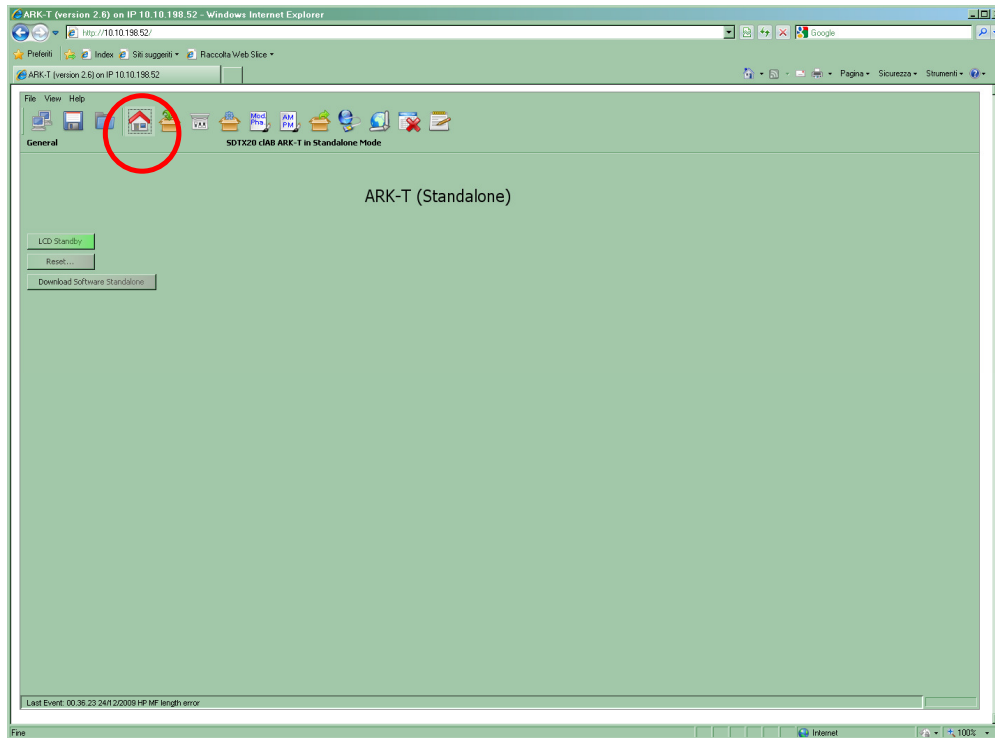 ARK-T (version 2.6) on IP 10.10.198.52 - Windows Internet Explorer
http://10.10.198.52/
Google
Preferiti
Index
Siti suggeriti
Raccolta Web Slice
ARK-T (version 2.6) on IP 10.10.198.52
Pagina
Sicurezza
Strumenti
File View Help
Mod. Pha.
AM PM
General
SDTX20 clAB ARK-T in Standalone Mode
ARK-T (Standalone)
LCD Standby
Reset...
Download Software Standalone
Last Event: 00.36.23 24/12/2009 HP MF length error
Fine
Internet
100%